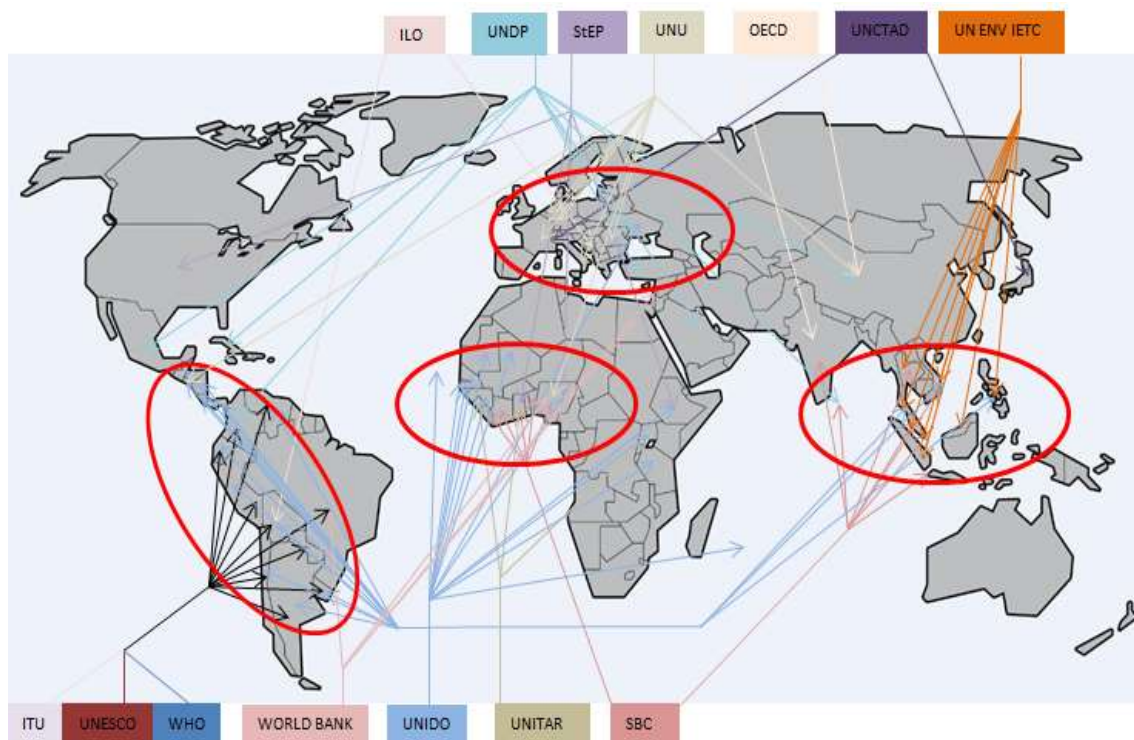 ILO UNDP StEP UNU OECD UNCTAD UN ENV IETC
ITU UNESCO WHO WORLD BANK UNIDO UNITAR SBC